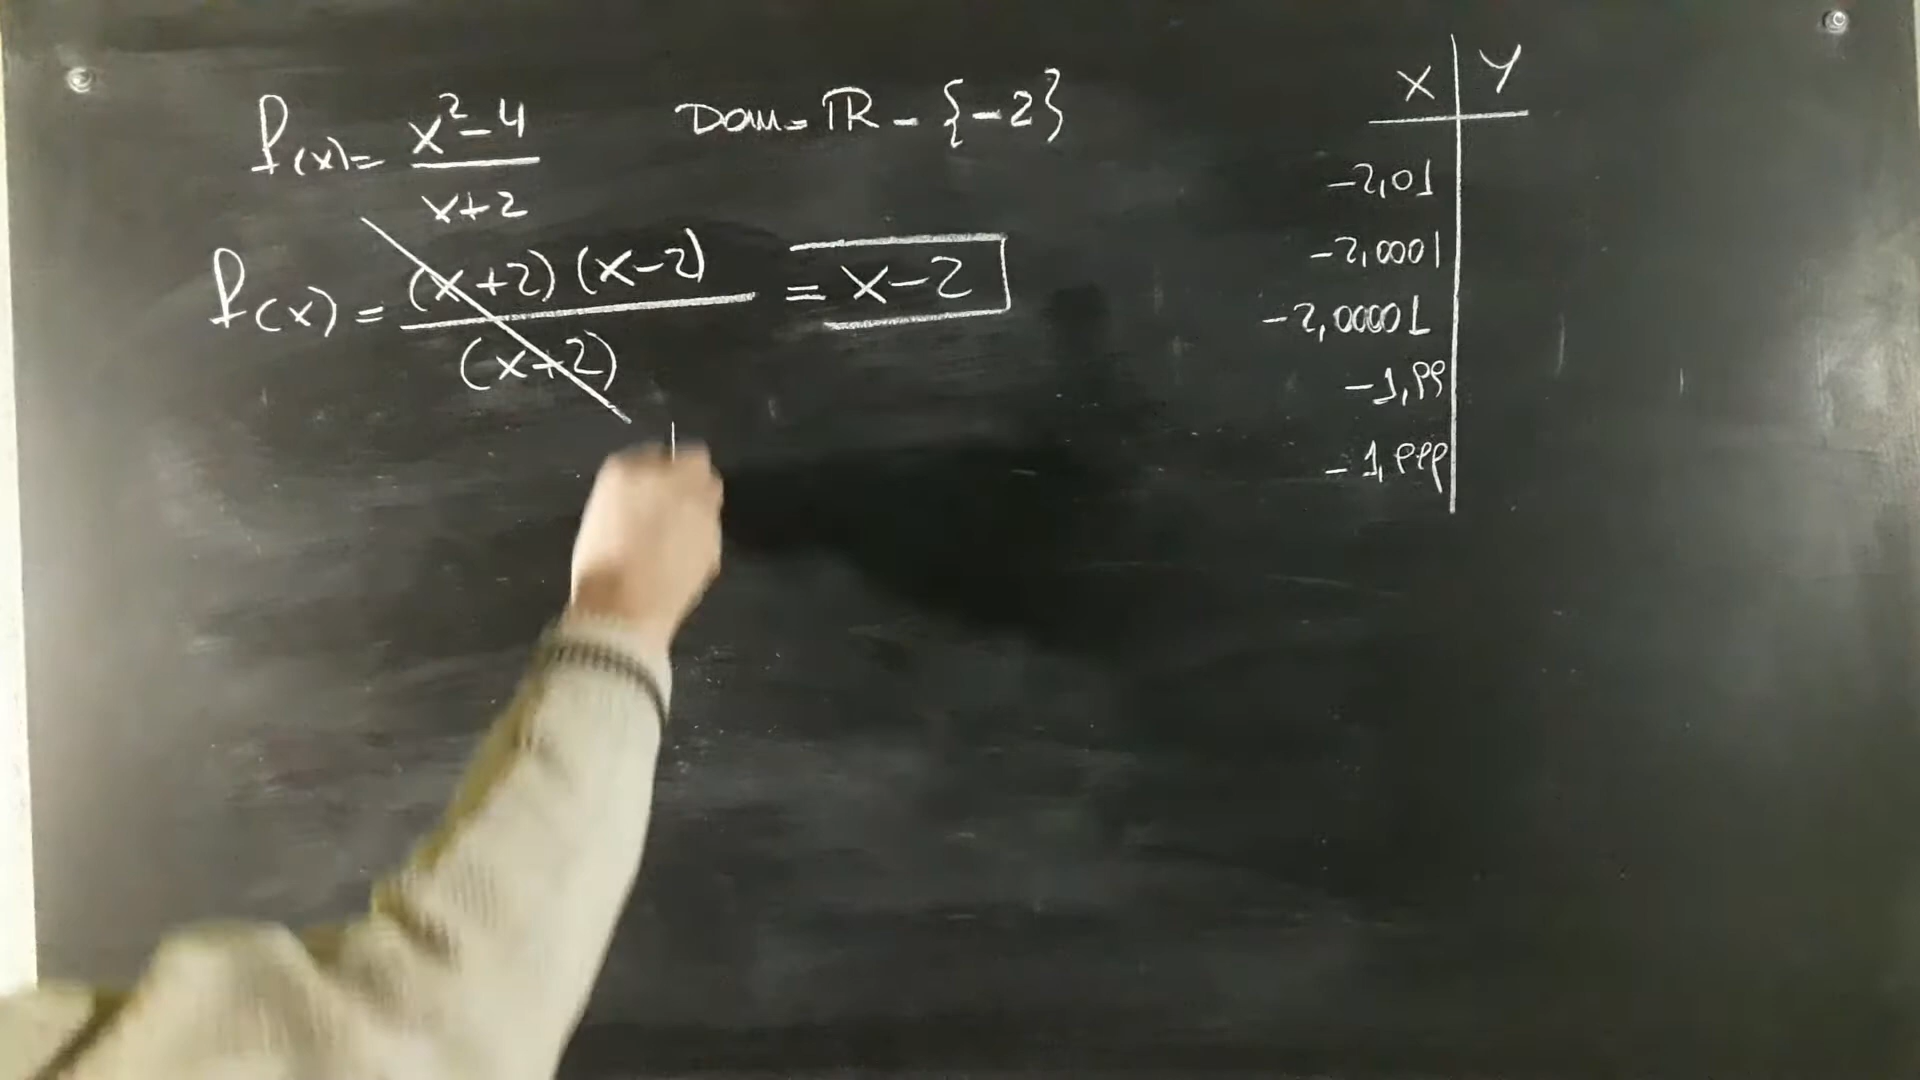 f(x)= x²-4 / x+2
Dom= ℝ - {-2}
f(x) = (x+2)(x-2) / (x+2) = x-2
X Y
-2,01
-2,0001
-2,00001
-1,99
-1,999